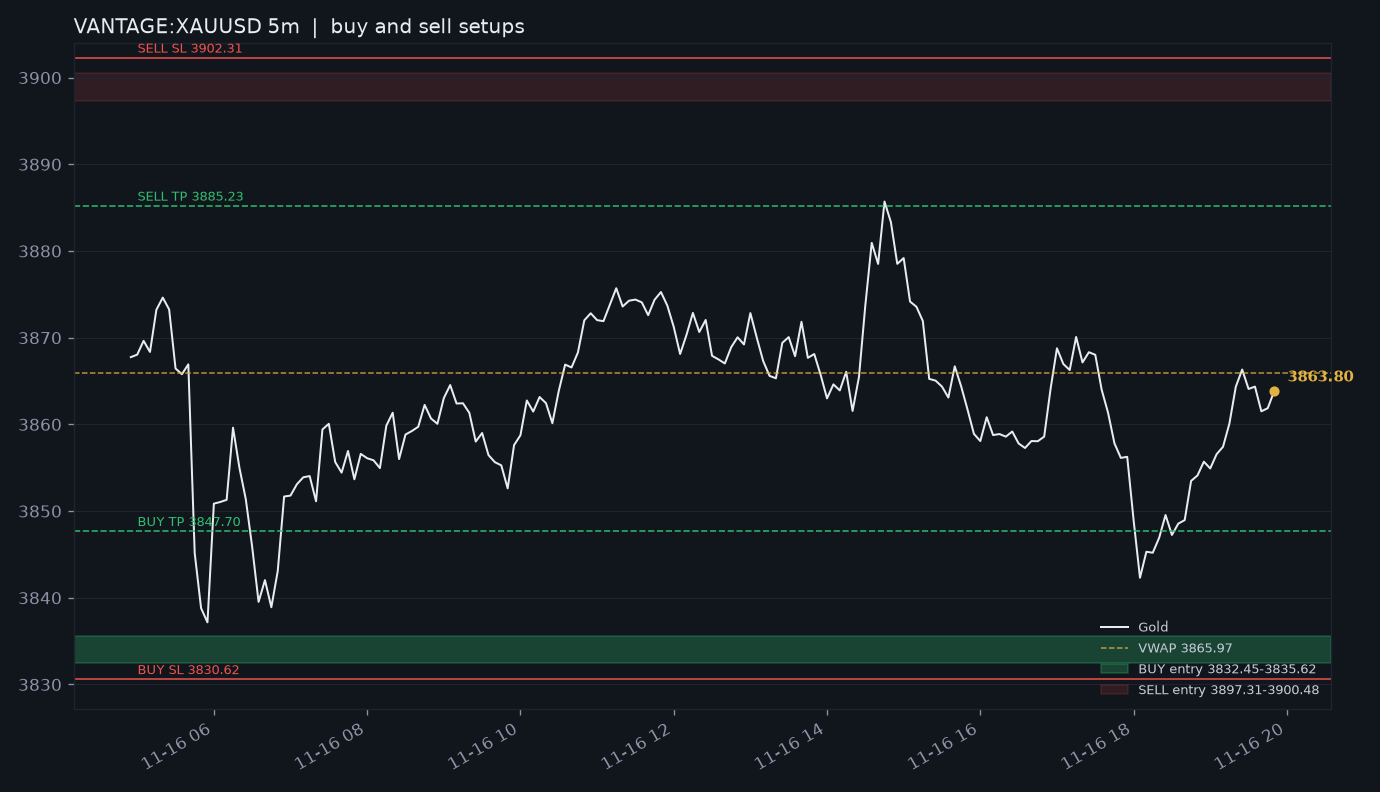 VANTAGE:XAUUSD 5m | buy and sell setups
SELL SL 3902.31
3900
3890
SELL TP 3885.23
3880
3870
3863.80
3860
3850
BUY TP 3847.70
3840
Gold
VWAP 3865.97
BUY SL 3830.62
BUY entry 3832.45-3835.62
3830
SELL entry 3897.31-3900.48
11-16 06
11-16 08
11-16 10
11-16 12
11-16 14
11-16 16
11-16 18
11-16 20